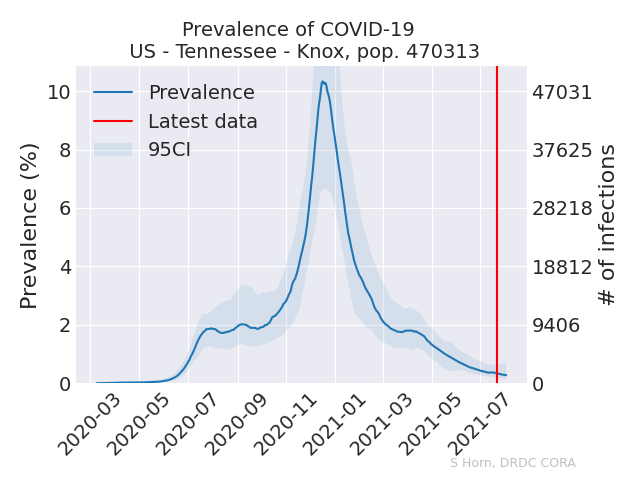 Prevalence of COVID-19
US - Tennessee - Knox, pop. 470313
Prevalence
Latest data
95CI
Prevalence (%)
10
8
6
4
2
0
47031
37625
28218
18812
9406
0
# of infections
2020-03
2020-05
2020-07
2020-09
2020-11
2021-01
2021-03
2021-05
2021-07
S Horn, DRDC CORA